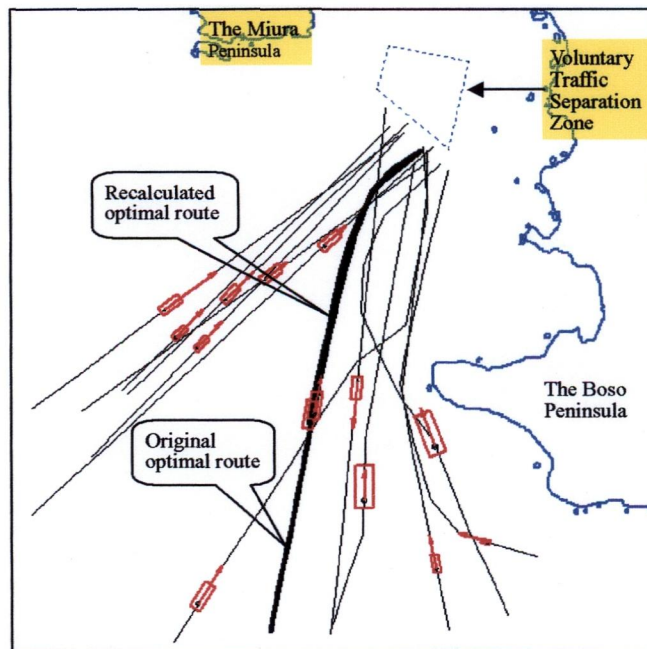 The Miura
Peninsula
Voluntary
Traffic
Separation
Zone
Recalculated
optimal route
The Boso
Peninsula
Original
optimal route